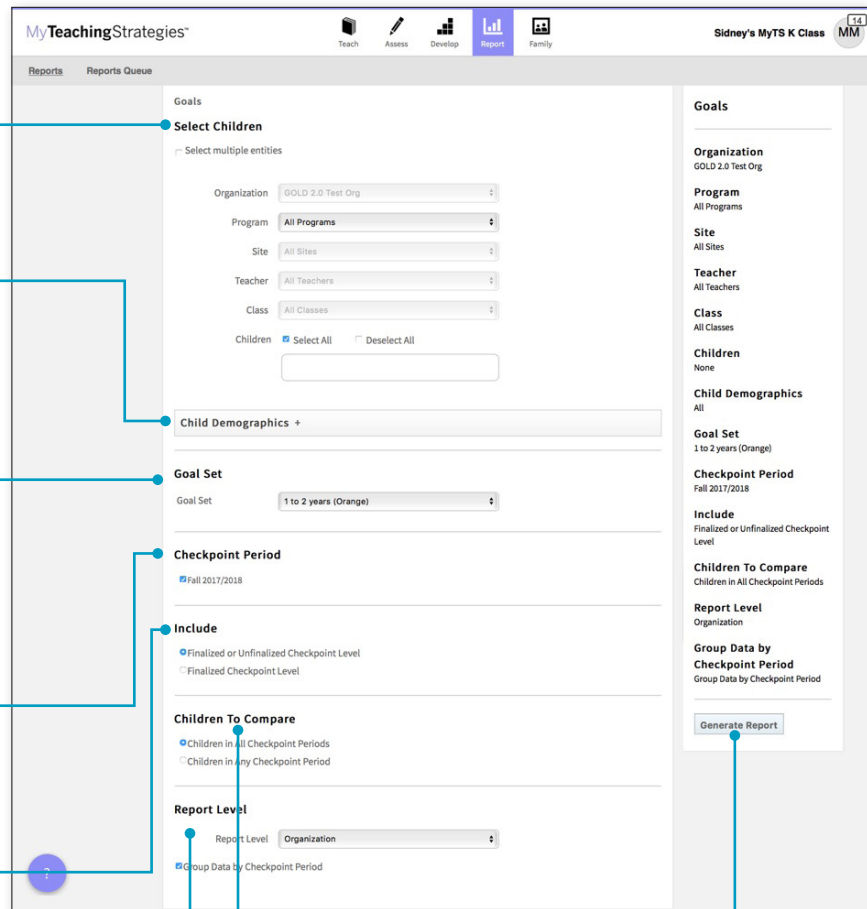 MyTeachingStrategies™
Teach
Assess
Develop
Report
Family
Sidney's MyTS K Class
MM
14
Reports
Reports Queue
Goals
Select Children
Select multiple entities
Organization
GOLD 2.0 Test Org
Program
All Programs
Site
All Sites
Teacher
All Teachers
Class
All Classes
Children
Select All
Deselect All
Child Demographics +
Goal Set
Goal Set
1 to 2 years (Orange)
Checkpoint Period
Fall 2017/2018
Include
Finalized or Unfinalized Checkpoint Level
Finalized Checkpoint Level
Children To Compare
Children in All Checkpoint Periods
Children in Any Checkpoint Period
Report Level
Report Level
Organization
Group Data by Checkpoint Period
?
Goals
Organization
GOLD 2.0 Test Org
Program
All Programs
Site
All Sites
Teacher
All Teachers
Class
All Classes
Children
None
Child Demographics
All
Goal Set
1 to 2 years (Orange)
Checkpoint Period
Fall 2017/2018
Include
Finalized or Unfinalized Checkpoint
Level
Children To Compare
Children in All Checkpoint Periods
Report Level
Organization
Group Data by
Checkpoint Period
Group Data by Checkpoint Period
Generate Report